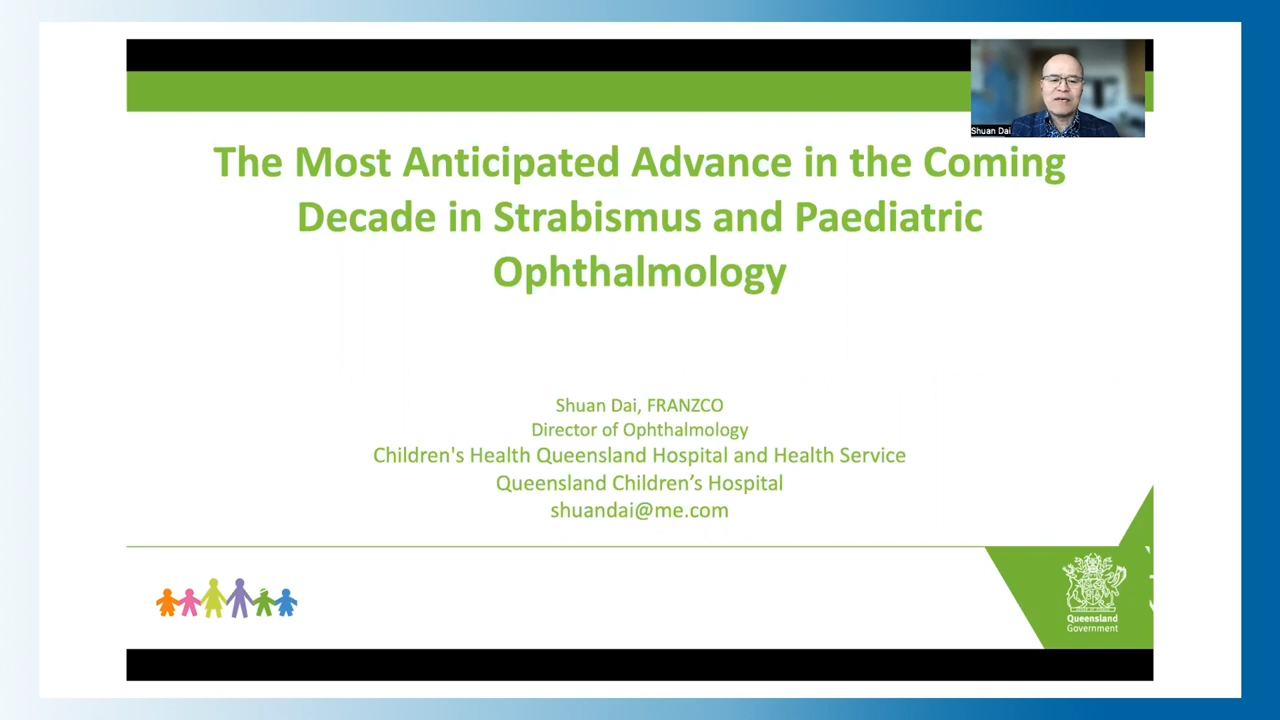 Shuan Dai
The Most Anticipated Advance in the Coming
Decade in Strabismus and Paediatric
Ophthalmology
Shuan Dai, FRANZCO
Director of Ophthalmology
Children's Health Queensland Hospital and Health Service
Queensland Children’s Hospital
shuandai@me.com
Queensland
Government